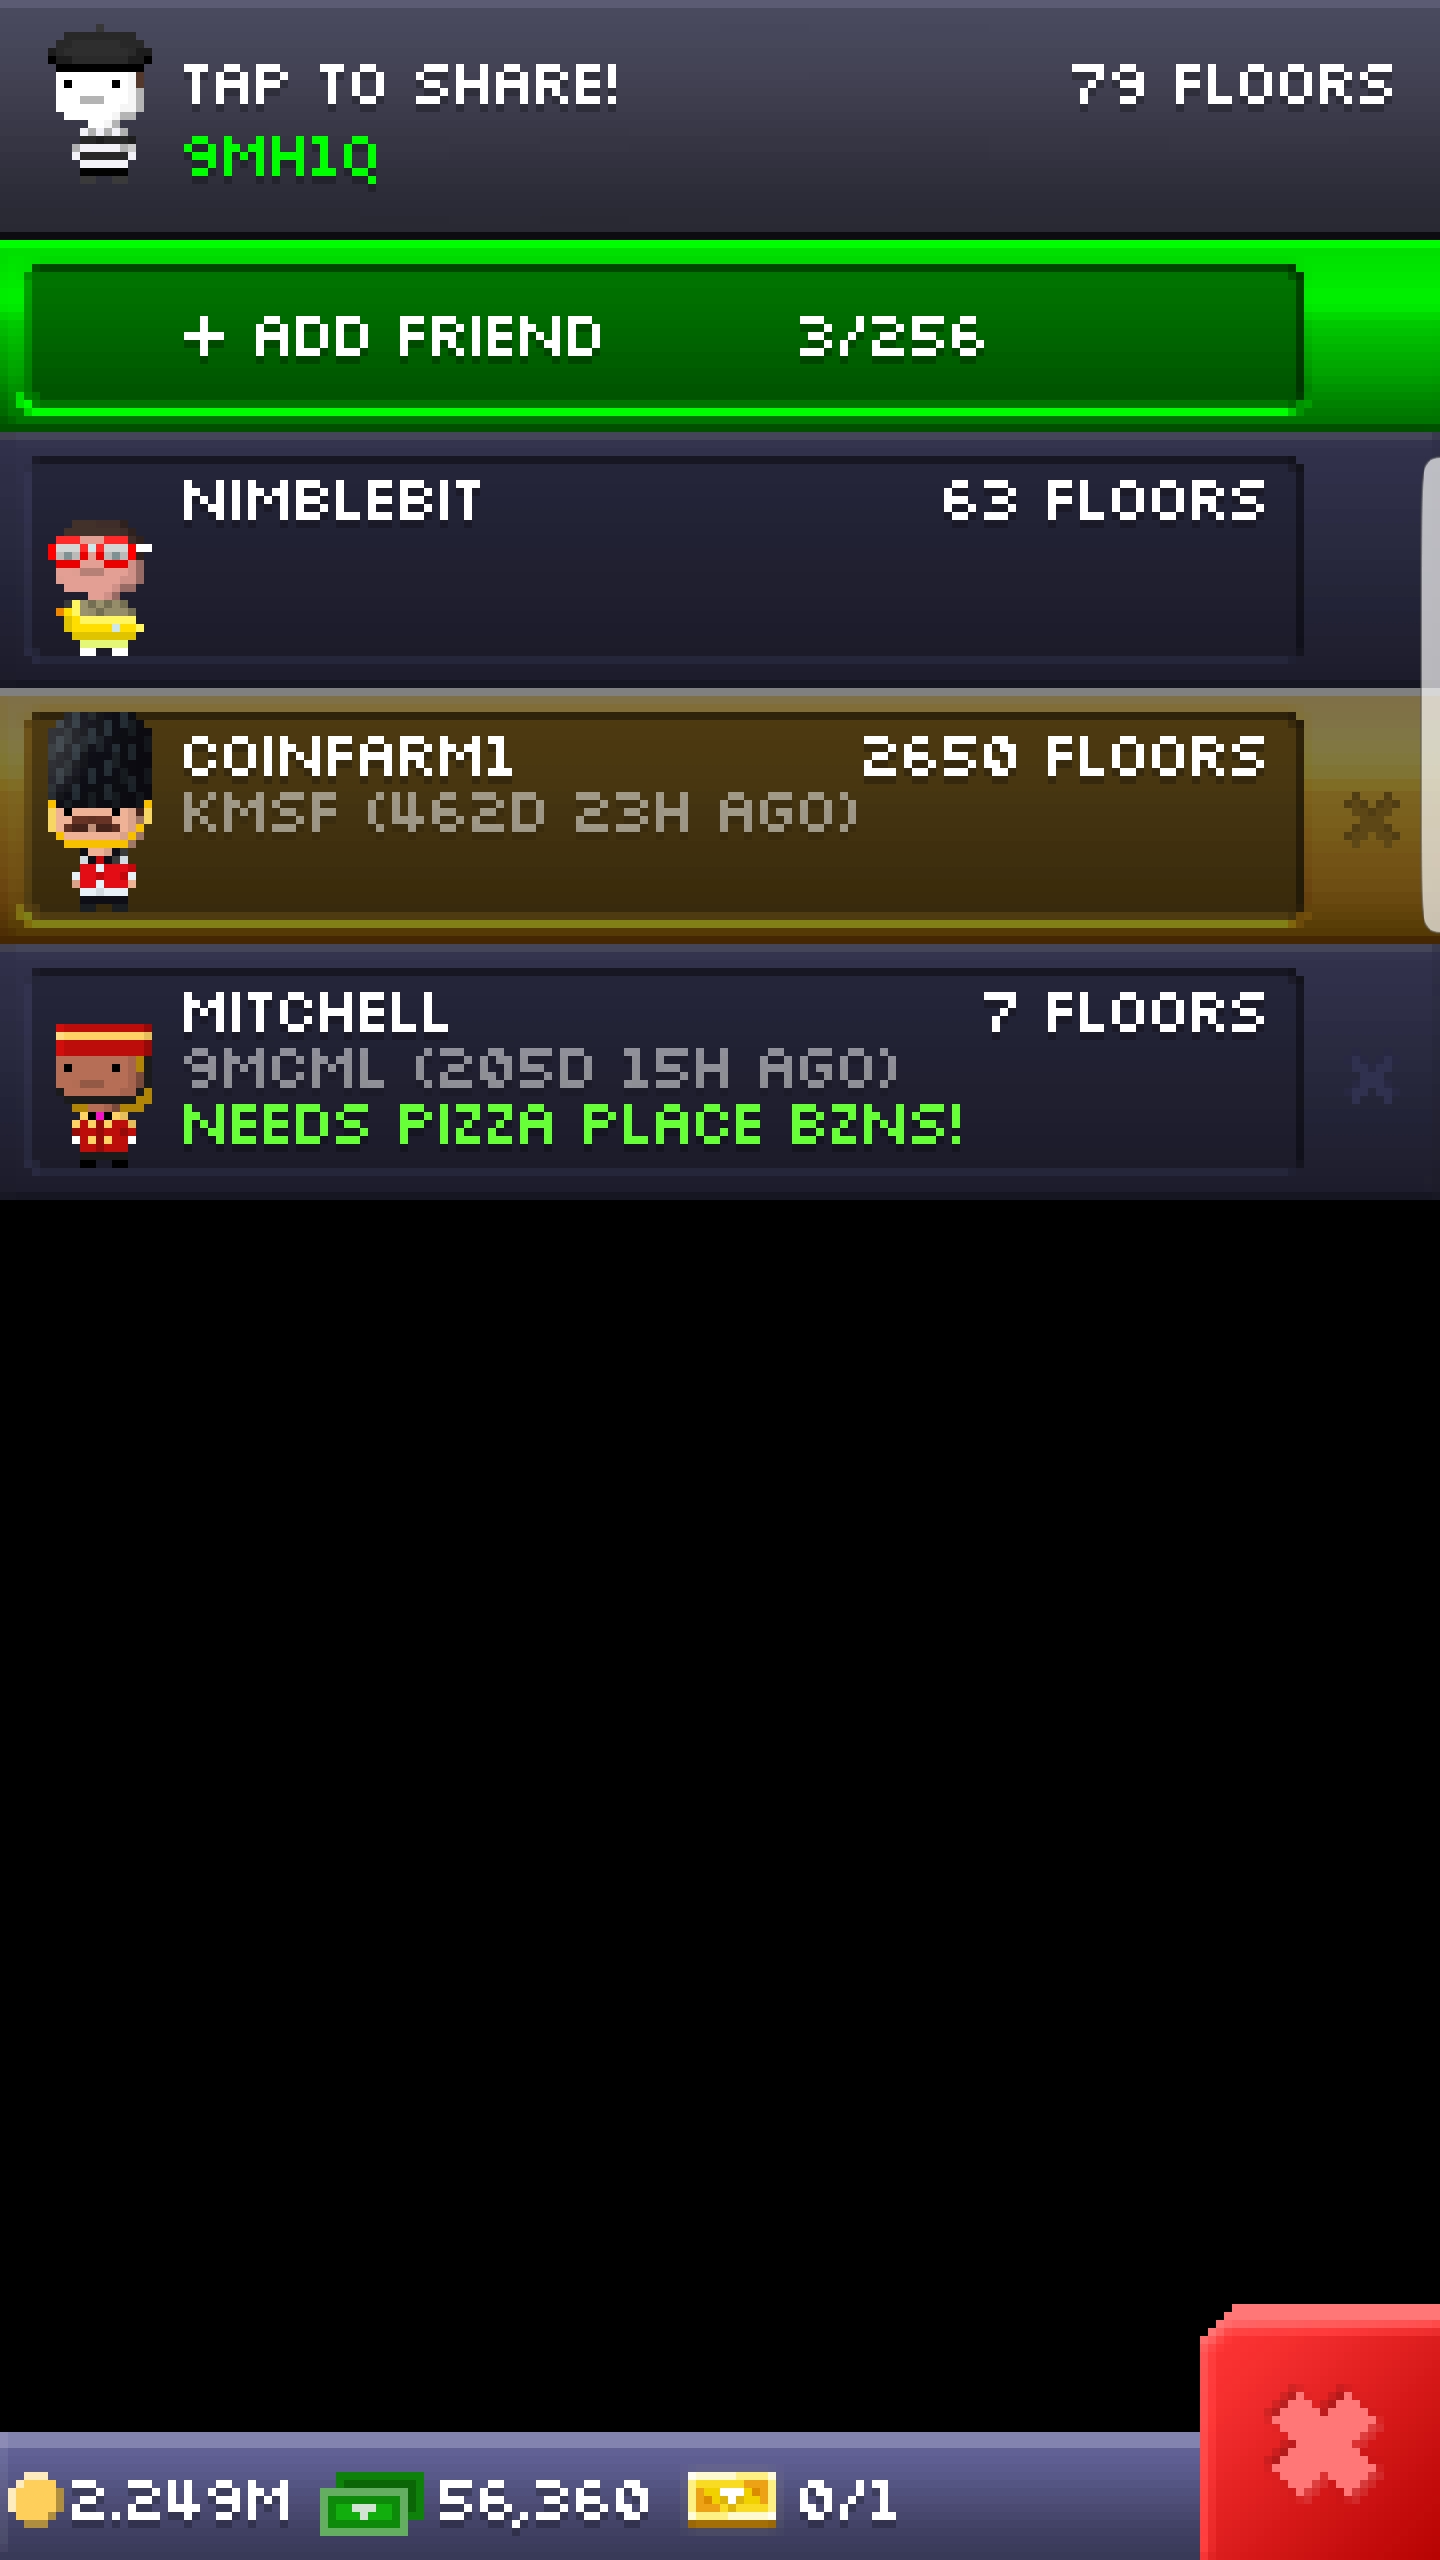 TAP TO SHARE! 79 FLOORS
9MH1Q
+ ADD FRIEND 3/256
NIMBLEBIT 63 FLOORS
COINFARM1 2650 FLOORS
KMSF (462D 23H AGO)
MITCHELL 7 FLOORS
9MCML (205D 15H AGO)
NEEDS PIZZA PLACE BZNS!
2.249M 56,360 0/1